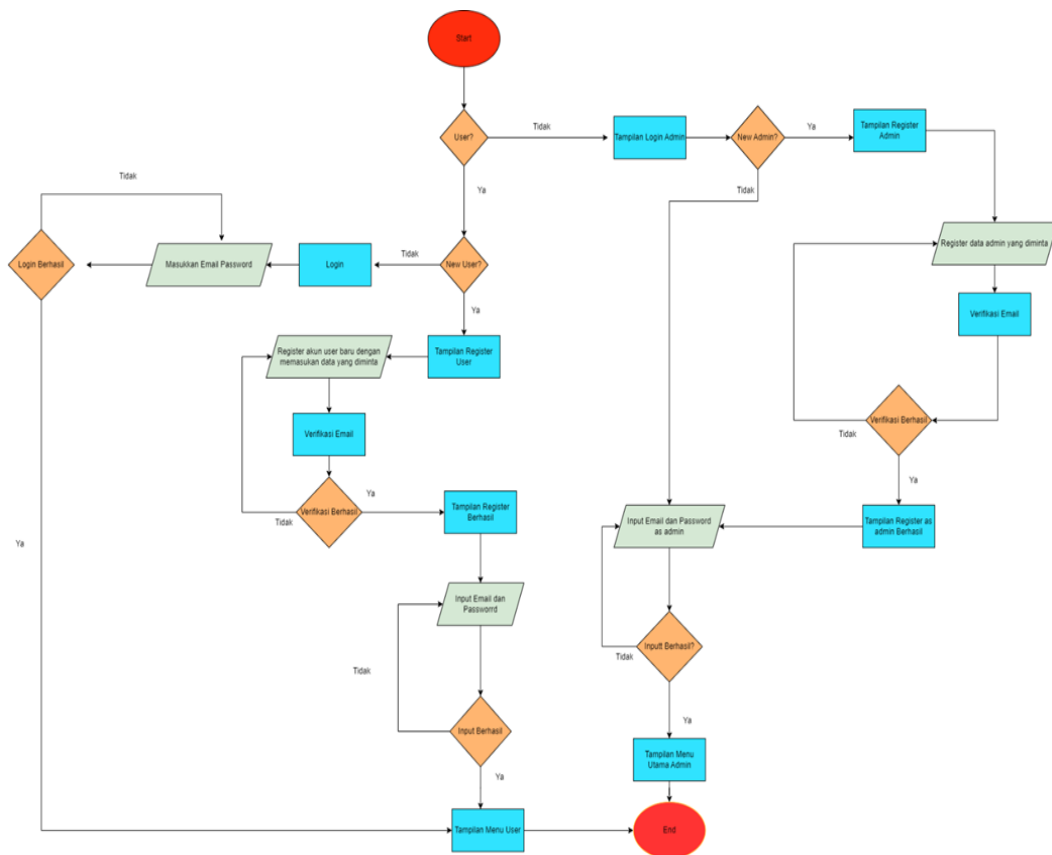 Start
User?
Tidak
Tampilan Login Admin
New Admin?
Ya
Tampilan Register
Admin
Tidak
Ya
Tidak
Register data admin yang diminta
Login Berhasil
Masukkan Email Password
Login
Tidak
New User?
Verifikasi Email
Ya
Register akun user baru dengan
memasukan data yang diminta
Tampilan Register
User
Verifikasi Berhasil
Tidak
Verifikasi Email
Ya
Ya
Verifikasi Berhasil
Tidak
Tampilan Register
Berhasil
Input Email dan Password
as admin
Tampilan Register as
admin Berhasil
Ya
Input Email dan
Passworrd
Inputt Berhasil?
Tidak
Tidak
Ya
Input Berhasil
Tampilan Menu
Utama Admin
Ya
Tampilan Menu User
End